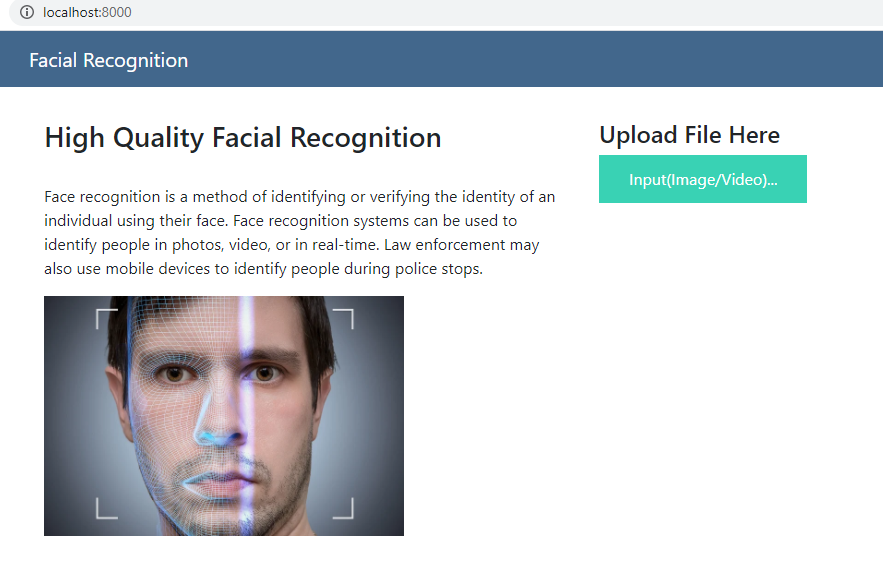 localhost:8000
Facial Recognition
High Quality Facial Recognition
Face recognition is a method of identifying or verifying the identity of an
individual using their face. Face recognition systems can be used to
identify people in photos, video, or in real-time. Law enforcement may
also use mobile devices to identify people during police stops.
Upload File Here
Input(Image/Video)...